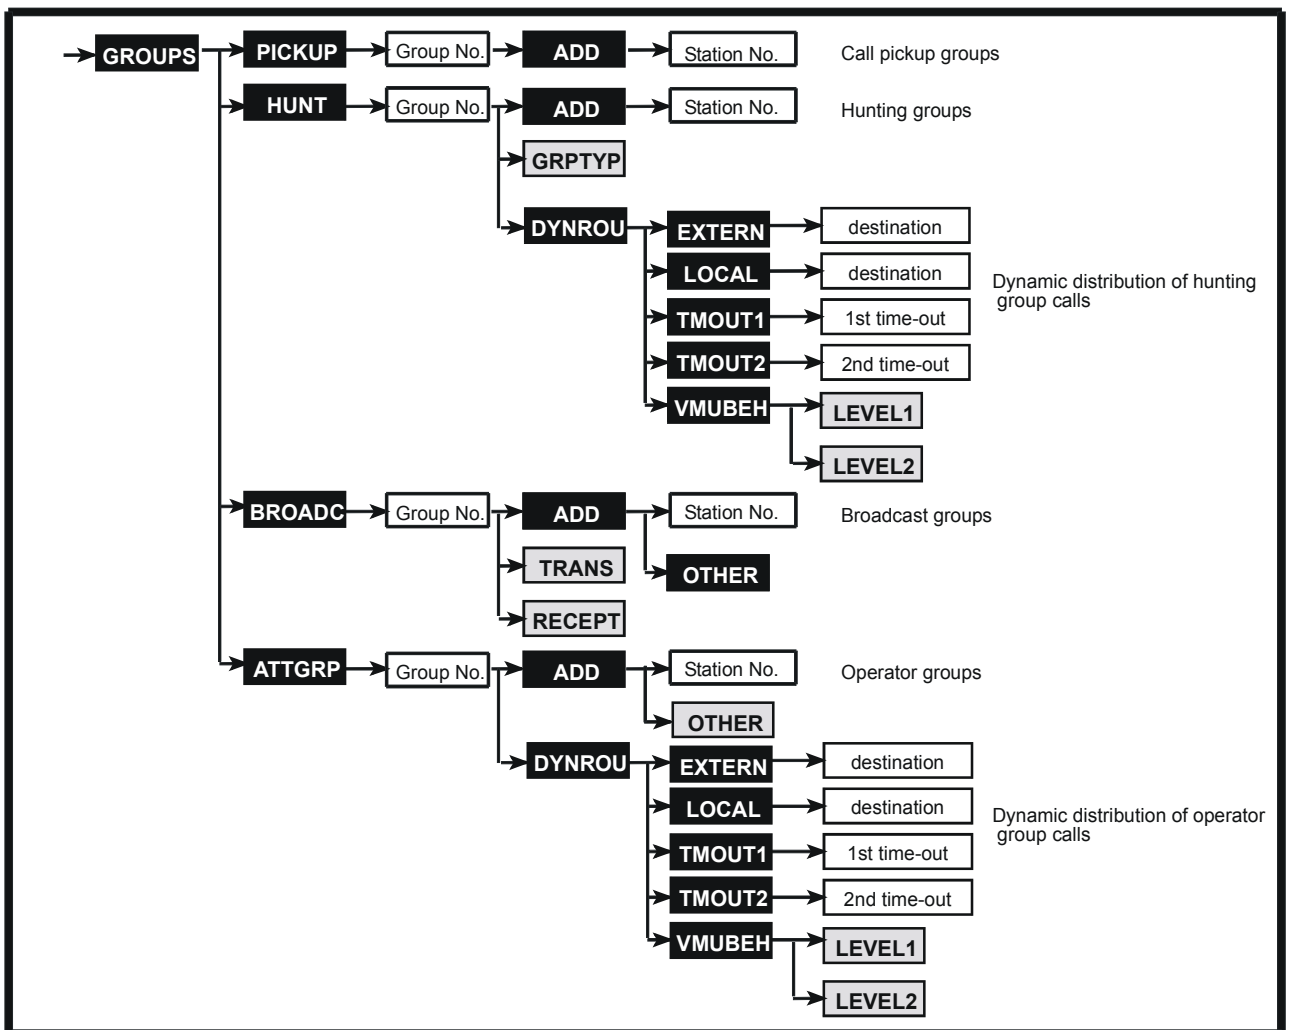 GROUPS PICKUP Group No. ADD Station No. Call pickup groups
HUNT Group No. ADD Station No. Hunting groups
GRPTYP
DYNROU EXTERN destination
LOCAL destination
Dynamic distribution of hunting
group calls
TMOUT1 1st time-out
TMOUT2 2nd time-out
VMUBEH LEVEL1
LEVEL2
BROADC Group No. ADD Station No. Broadcast groups
TRANS OTHER
RECEPT
ATTGRP Group No. ADD Station No. Operator groups
OTHER
DYNROU EXTERN destination
LOCAL destination
Dynamic distribution of operator
group calls
TMOUT1 1st time-out
TMOUT2 2nd time-out
VMUBEH LEVEL1
LEVEL2